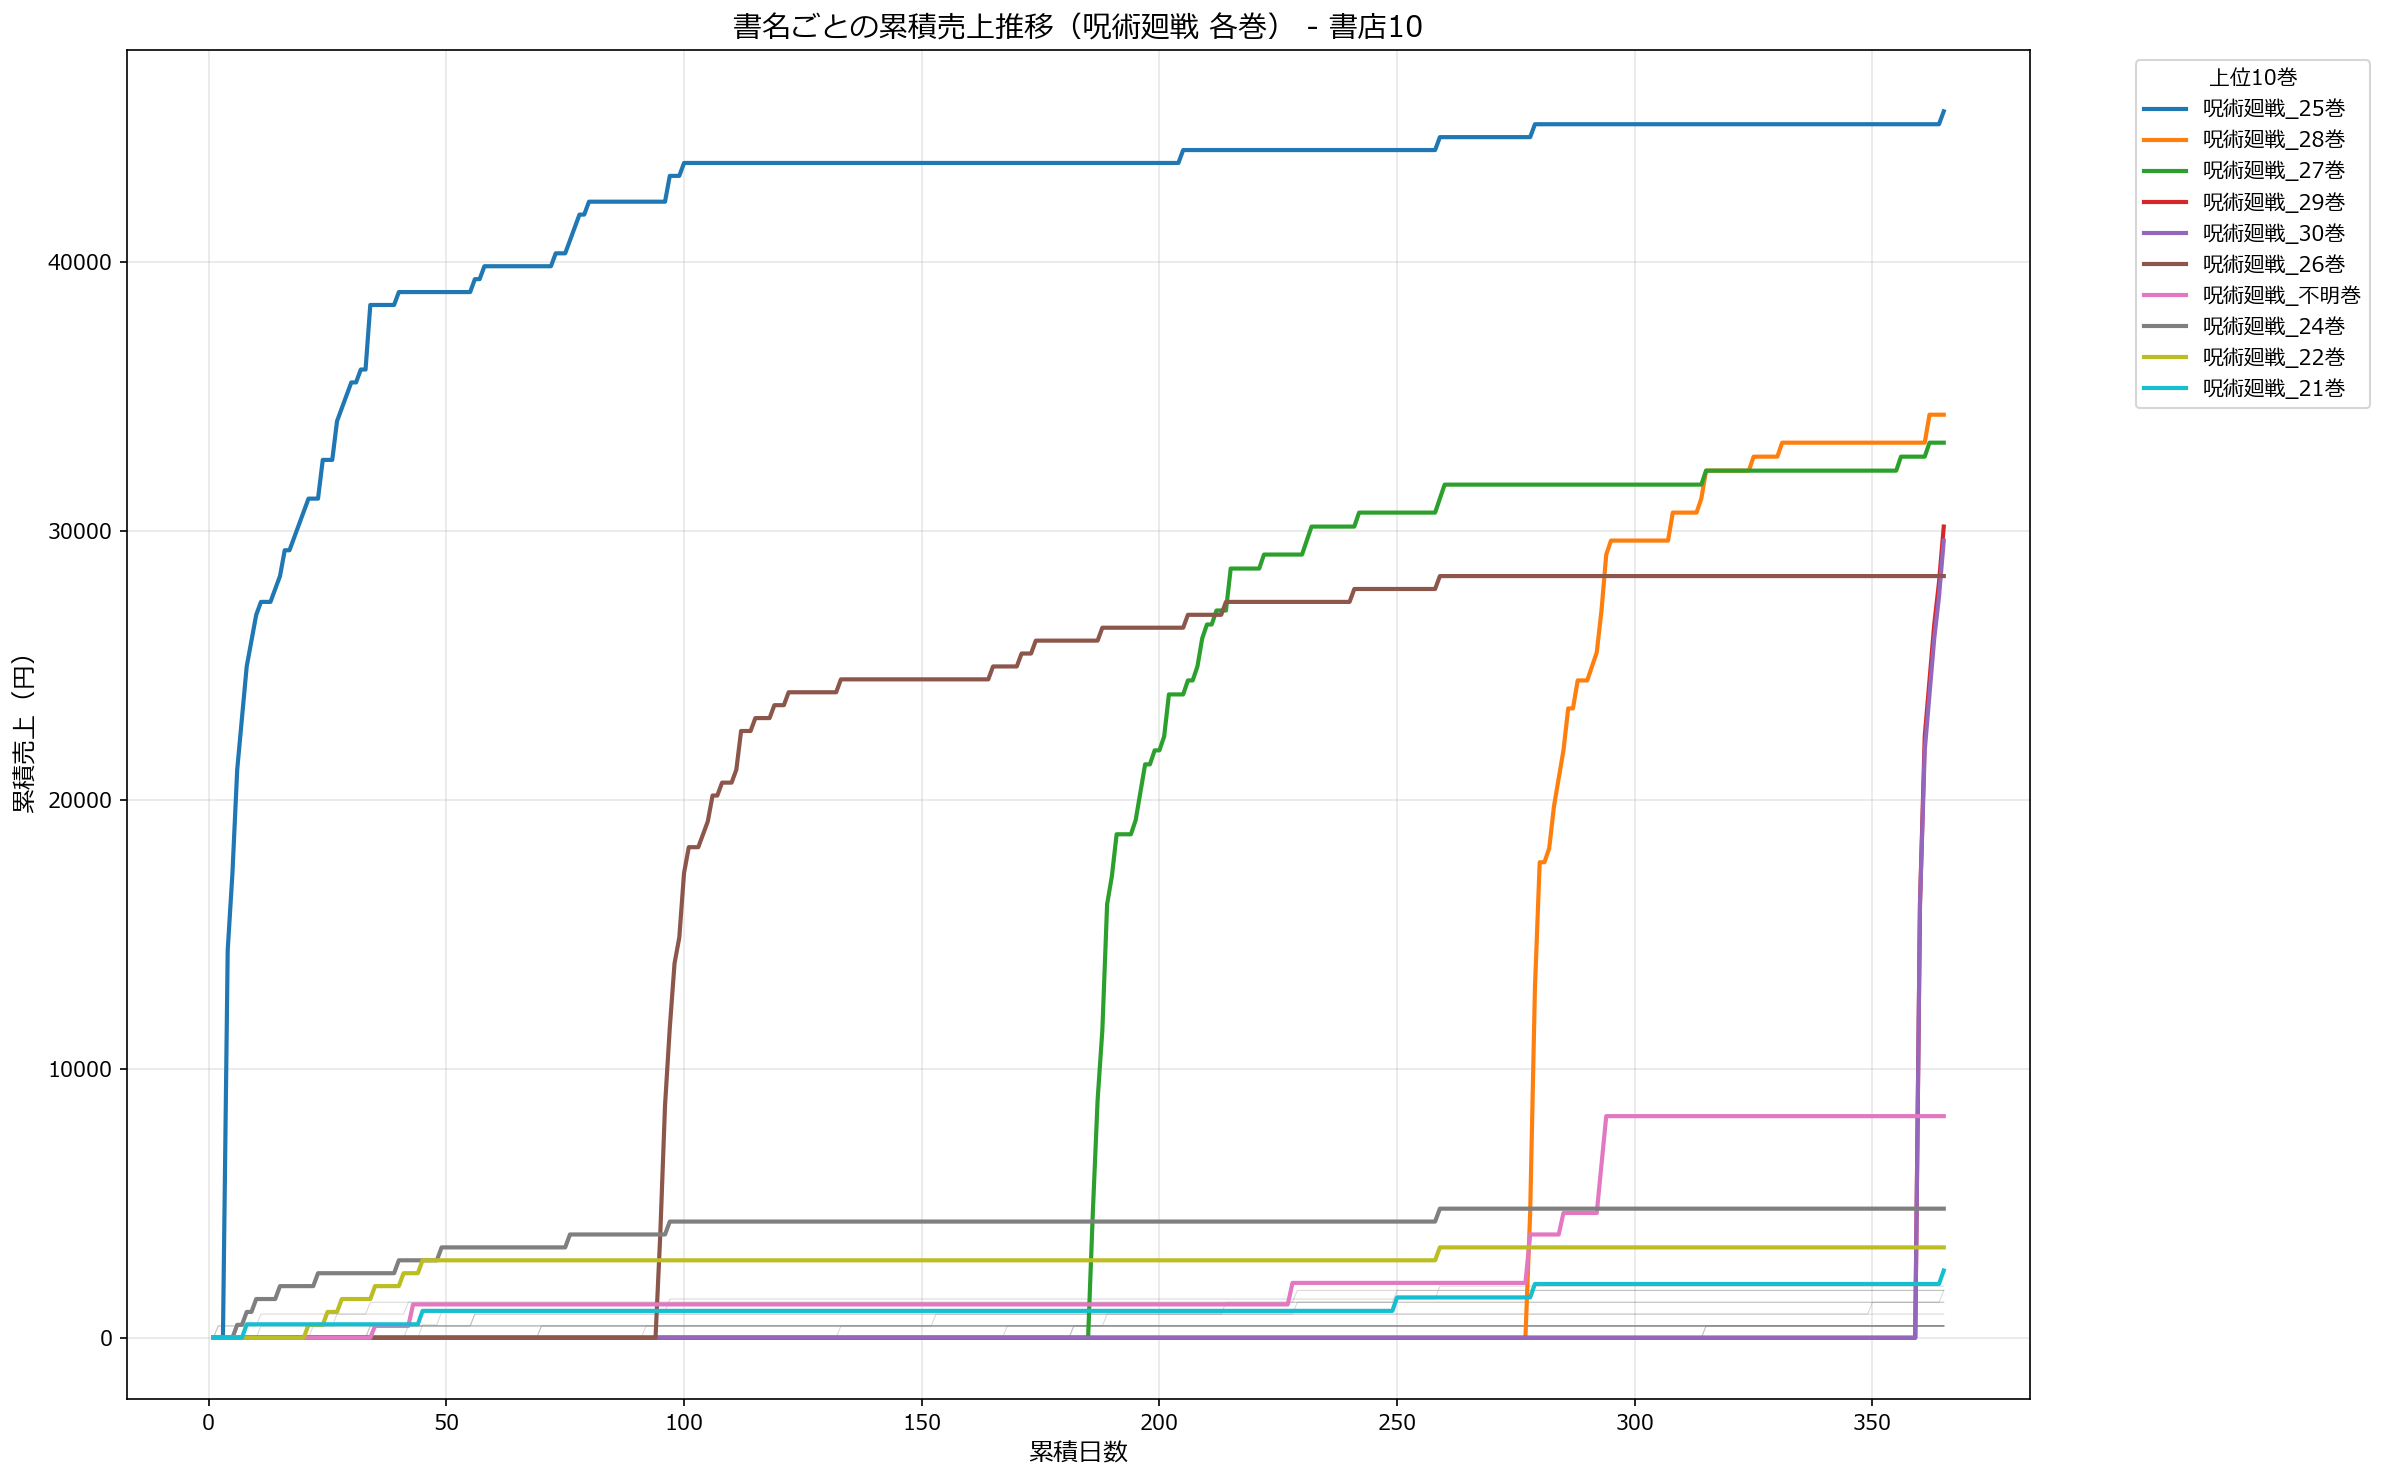 書名ごとの累積売上推移（呪術廻戦 各巻） - 書店10
上位10巻
呪術廻戦_25巻
呪術廻戦_28巻
呪術廻戦_27巻
呪術廻戦_29巻
呪術廻戦_30巻
呪術廻戦_26巻
呪術廻戦_不明巻
呪術廻戦_24巻
呪術廻戦_22巻
呪術廻戦_21巻
累積売上（円）
40000
30000
20000
10000
0
0 50 100 150 200 250 300 350
累積日数